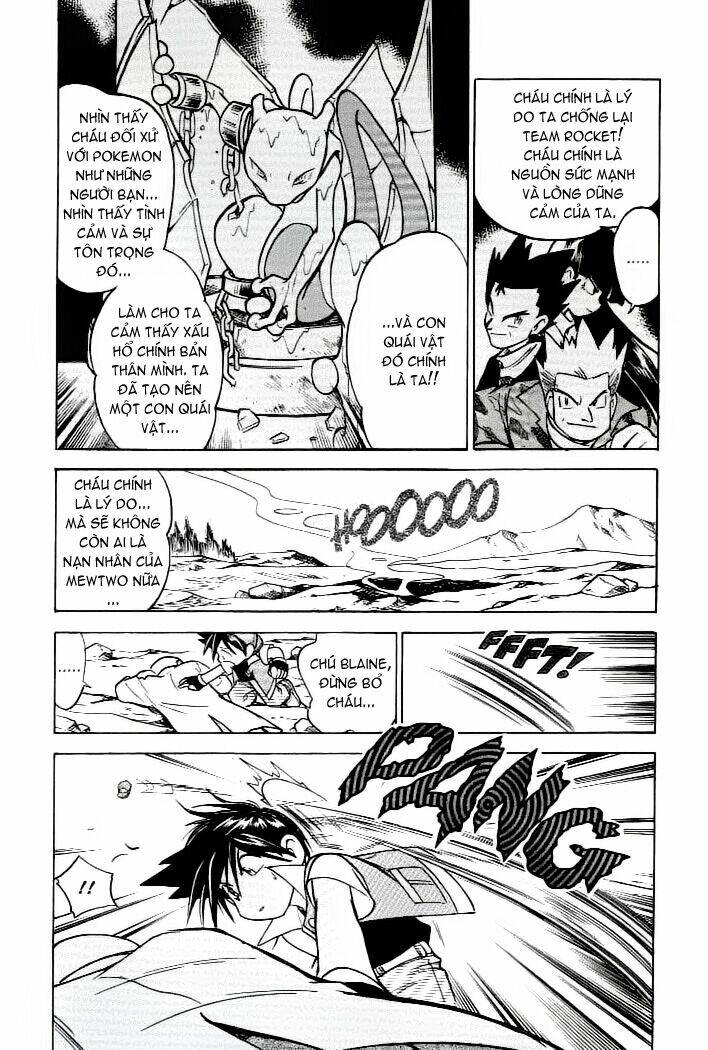 CHÁU CHÍNH LÀ LÝ
DO TA CHỐNG LẠI
TEAM ROCKET!
CHÁU CHÍNH LÀ
NGUỒN SỨC MẠNH
VÀ LÒNG DŨNG
CẢM CỦA TA.
.....
NHÌN THẤY
CHÁU ĐỐI XỬ
VỚI POKEMON
NHƯ NHỮNG
NGƯỜI BẠN...
NHÌN THẤY TÌNH
CẢM VÀ SỰ
TÔN TRỌNG
ĐÓ...
LÀM CHO TA
CẢM THẤY XẤU
HỔ CHÍNH BẢN
THÂN MÌNH. TA
ĐÃ TẠO NÊN
MỘT CON QUÁI
VẬT...
...VÀ CON
QUÁI VẬT
ĐÓ CHÍNH
LÀ TA!!
CHÁU CHÍNH
LÀ LÝ DO...
MÀ SẼ KHÔNG
CÒN AI LÀ
NẠN NHÂN CỦA
MEWTWO NỮA
...
HOOOOOO
.....
CHÚ BLAINE,
ĐỪNG BỎ
CHÁU...
FFFT!
PANG
!!